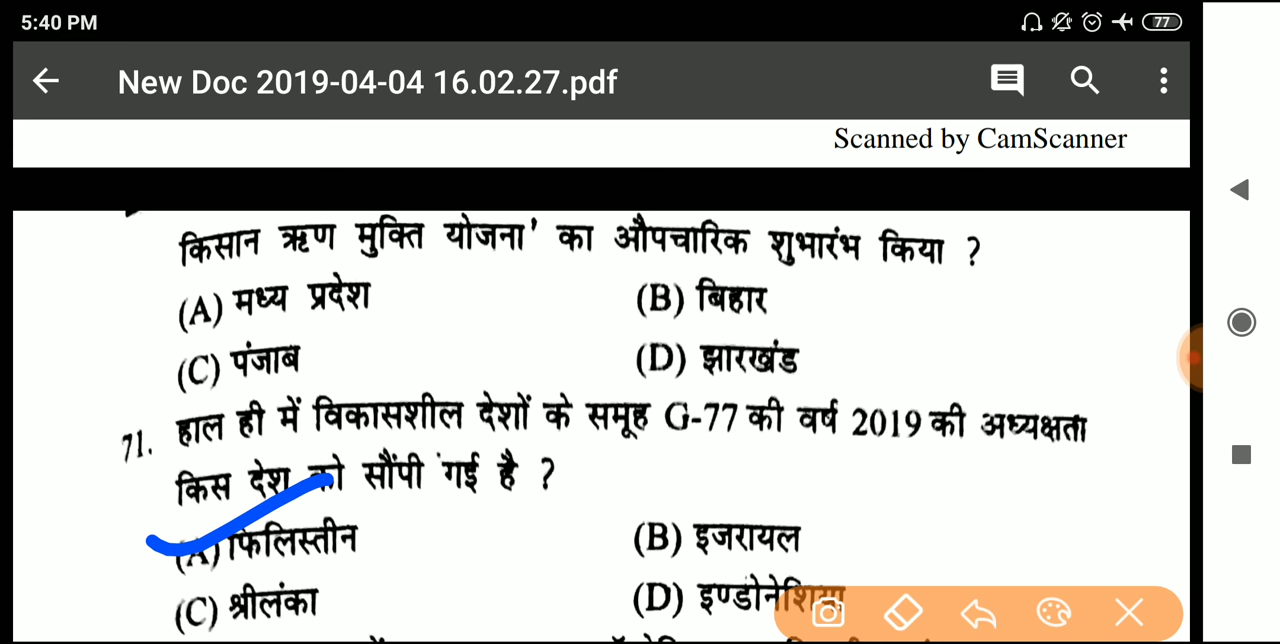 5:40 PM
77
New Doc 2019-04-04 16.02.27.pdf
Scanned by CamScanner
किसान ऋण मुक्ति योजना' का औपचारिक शुभारंभ किया ?
(A) मध्य प्रदेश (B) बिहार
(C) पंजाब (D) झारखंड
71. हाल ही में विकासशील देशों के समूह G-77 की वर्ष 2019 की अध्यक्षता
किस देश को सौंपी गई है ?
(A) फिलिस्तीन (B) इजरायल
(C) श्रीलंका (D) इण्डोनेशिया